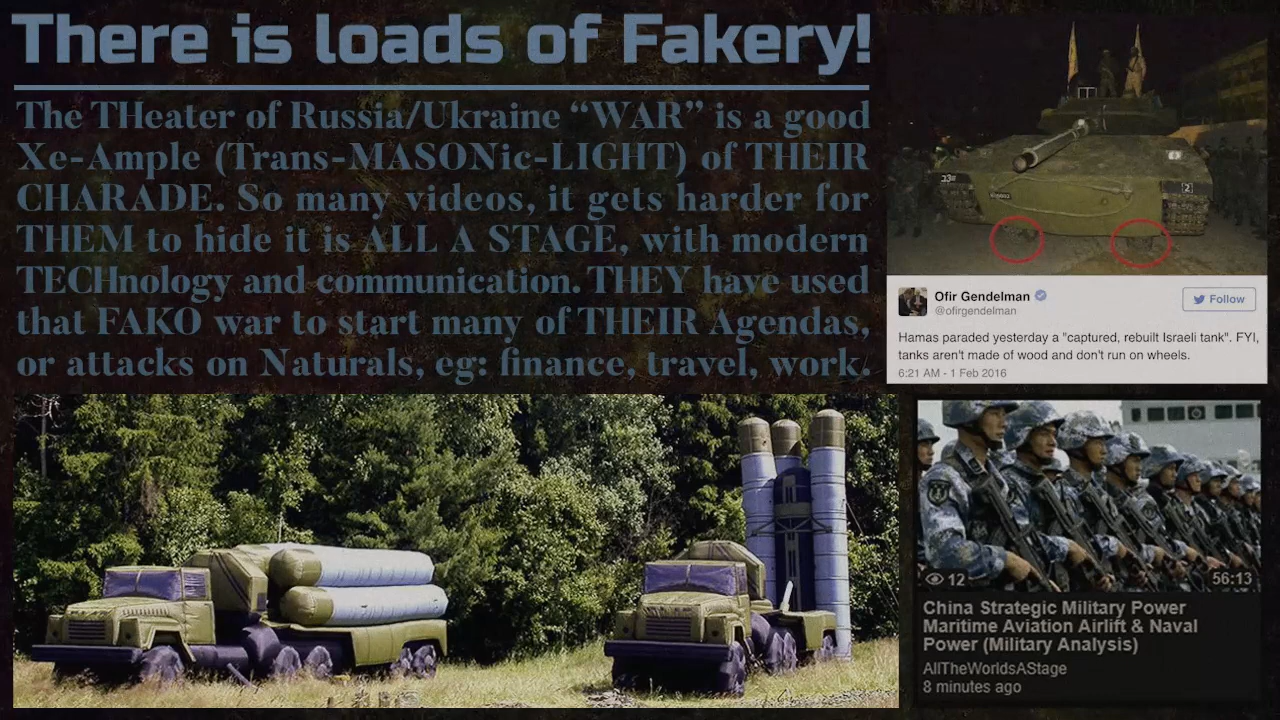 There is loads of Fakery!
The THeater of Russia/Ukraine “WAR” is a good
Xe-Ample (Trans-MASONic-LIGHT) of THEIR
CHARADE. So many videos, it gets harder for
THEM to hide it is ALL A STAGE, with modern
TECHnology and communication. THEY have used
that FAKO war to start many of THEIR Agendas,
or attacks on Naturals, eg: finance, travel, work.
33
2
Ofir Gendelman
@ofirgendelman
Follow
Hamas paraded yesterday a "captured, rebuilt Israeli tank". FYI,
tanks aren't made of wood and don't run on wheels.
6:21 AM - 1 Feb 2016
12
56:13
China Strategic Military Power
Maritime Aviation Airlift & Naval
Power (Military Analysis)
AllTheWorldsAStage
8 minutes ago